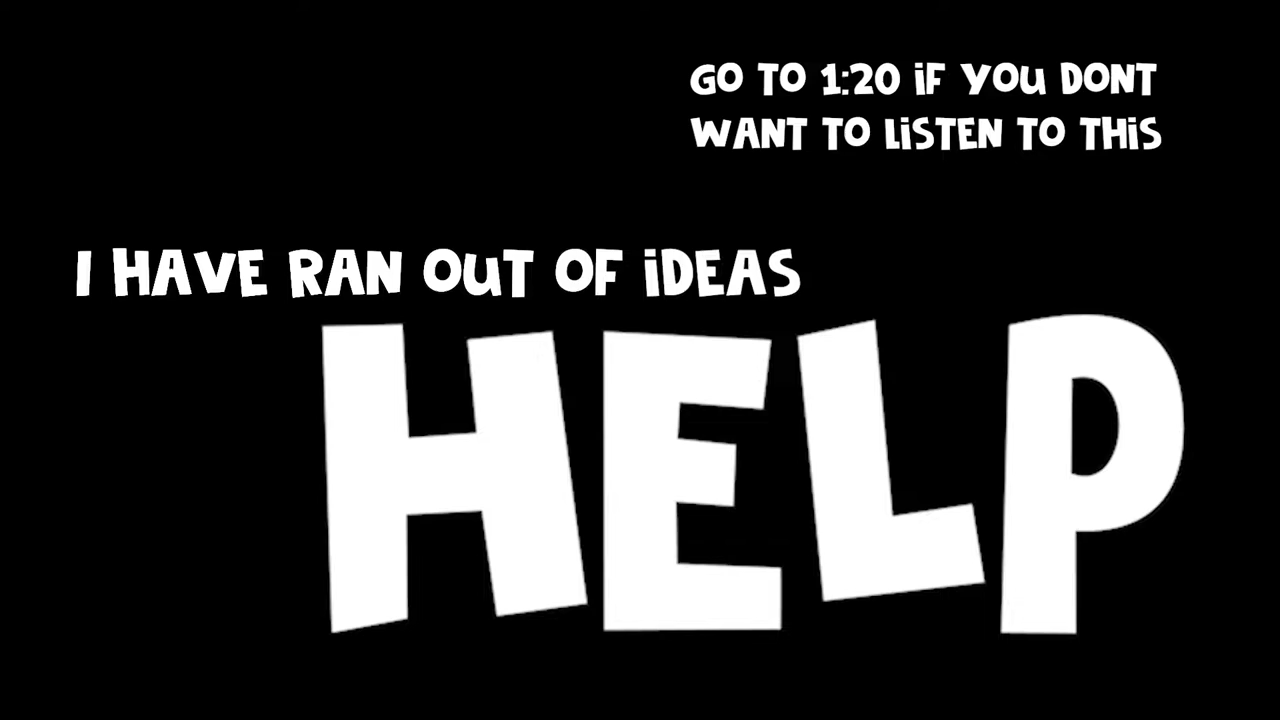 GO TO 1:20 iF YOU DONT
WANT TO LiSTEN TO THiS
I HAVE RAN OUT OF iDEAS
HELP